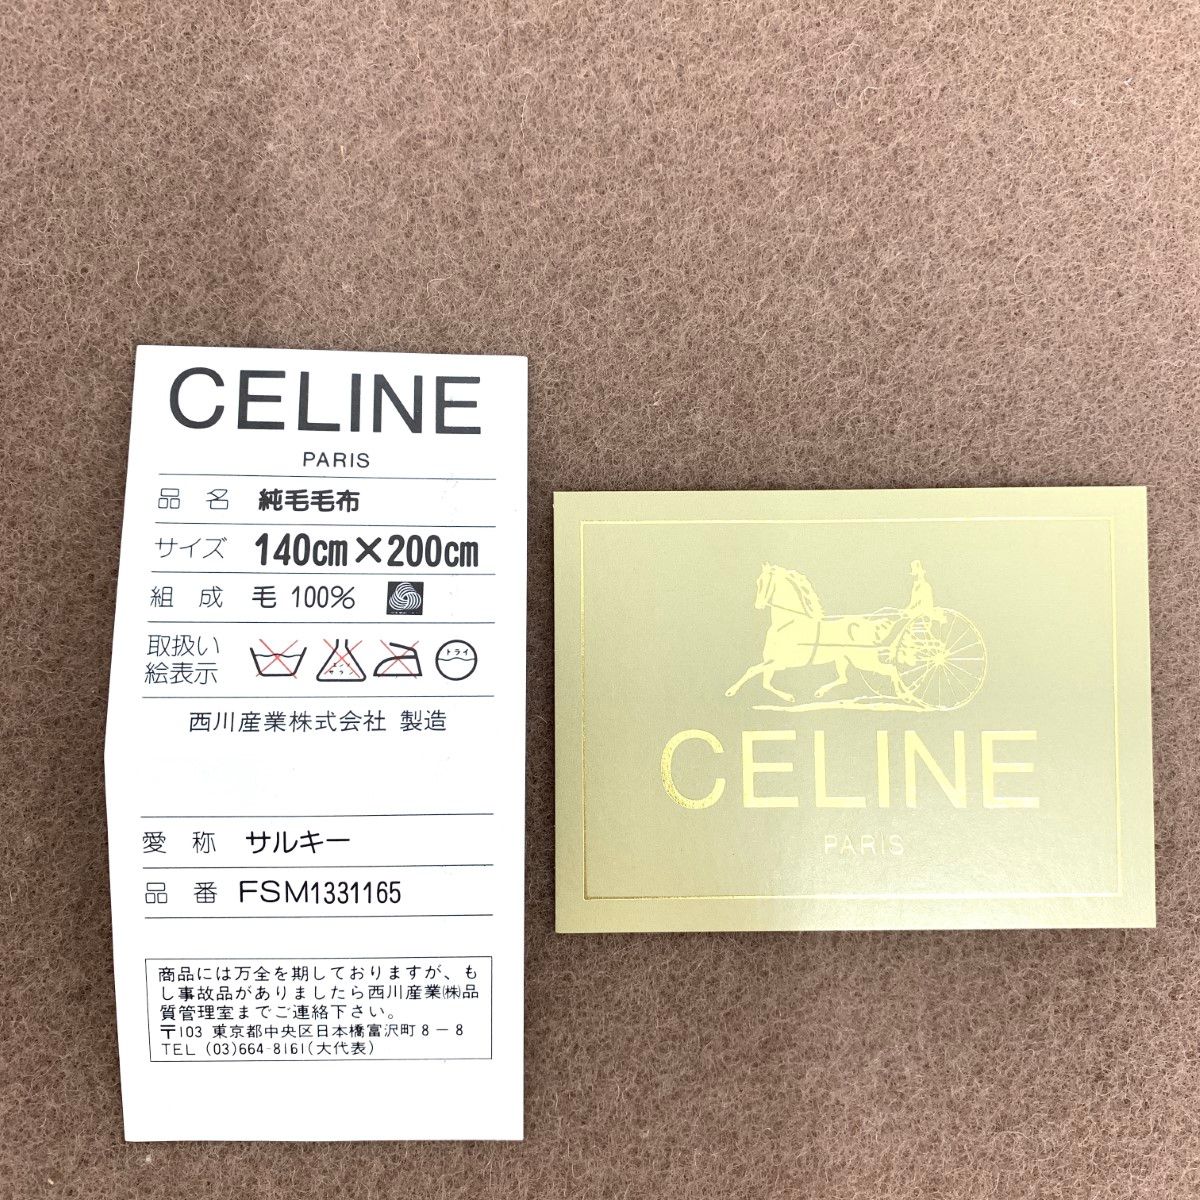 CELINE
PARIS
品 名 純毛毛布
サイズ 140cm×200cm
組 成 毛 100%
取扱い
絵表示
ドライ
西川産業株式会社 製造
愛 称 サルキー
品 番 FSM1331165
商品には万全を期しておりますが、も
し事故品がありましたら西川産業㈱品
質管理室までご連絡下さい。
〒103 東京都中央区日本橋富沢町8-8
TEL (03)664-8161(大代表)
CELINE
PARIS